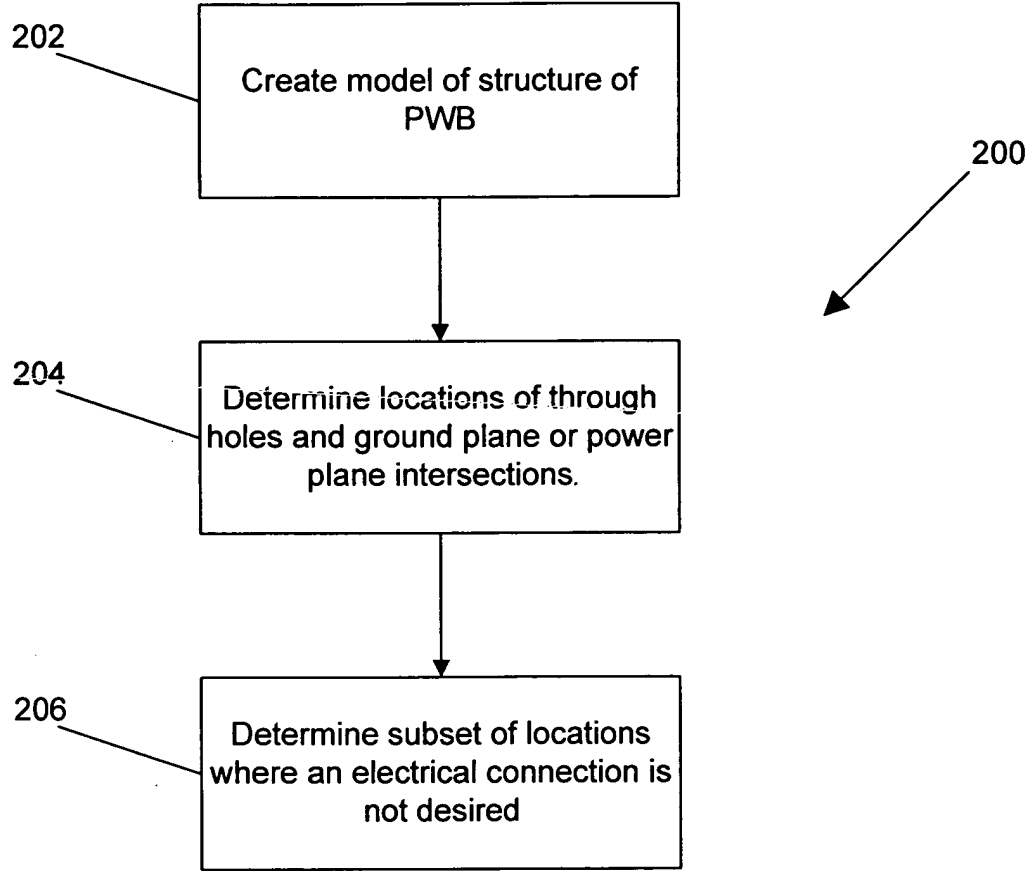 202
Create model of structure of
PWB
200
204
Determine locations of through
holes and ground plane or power
plane intersections.
206
Determine subset of locations
where an electrical connection is
not desired